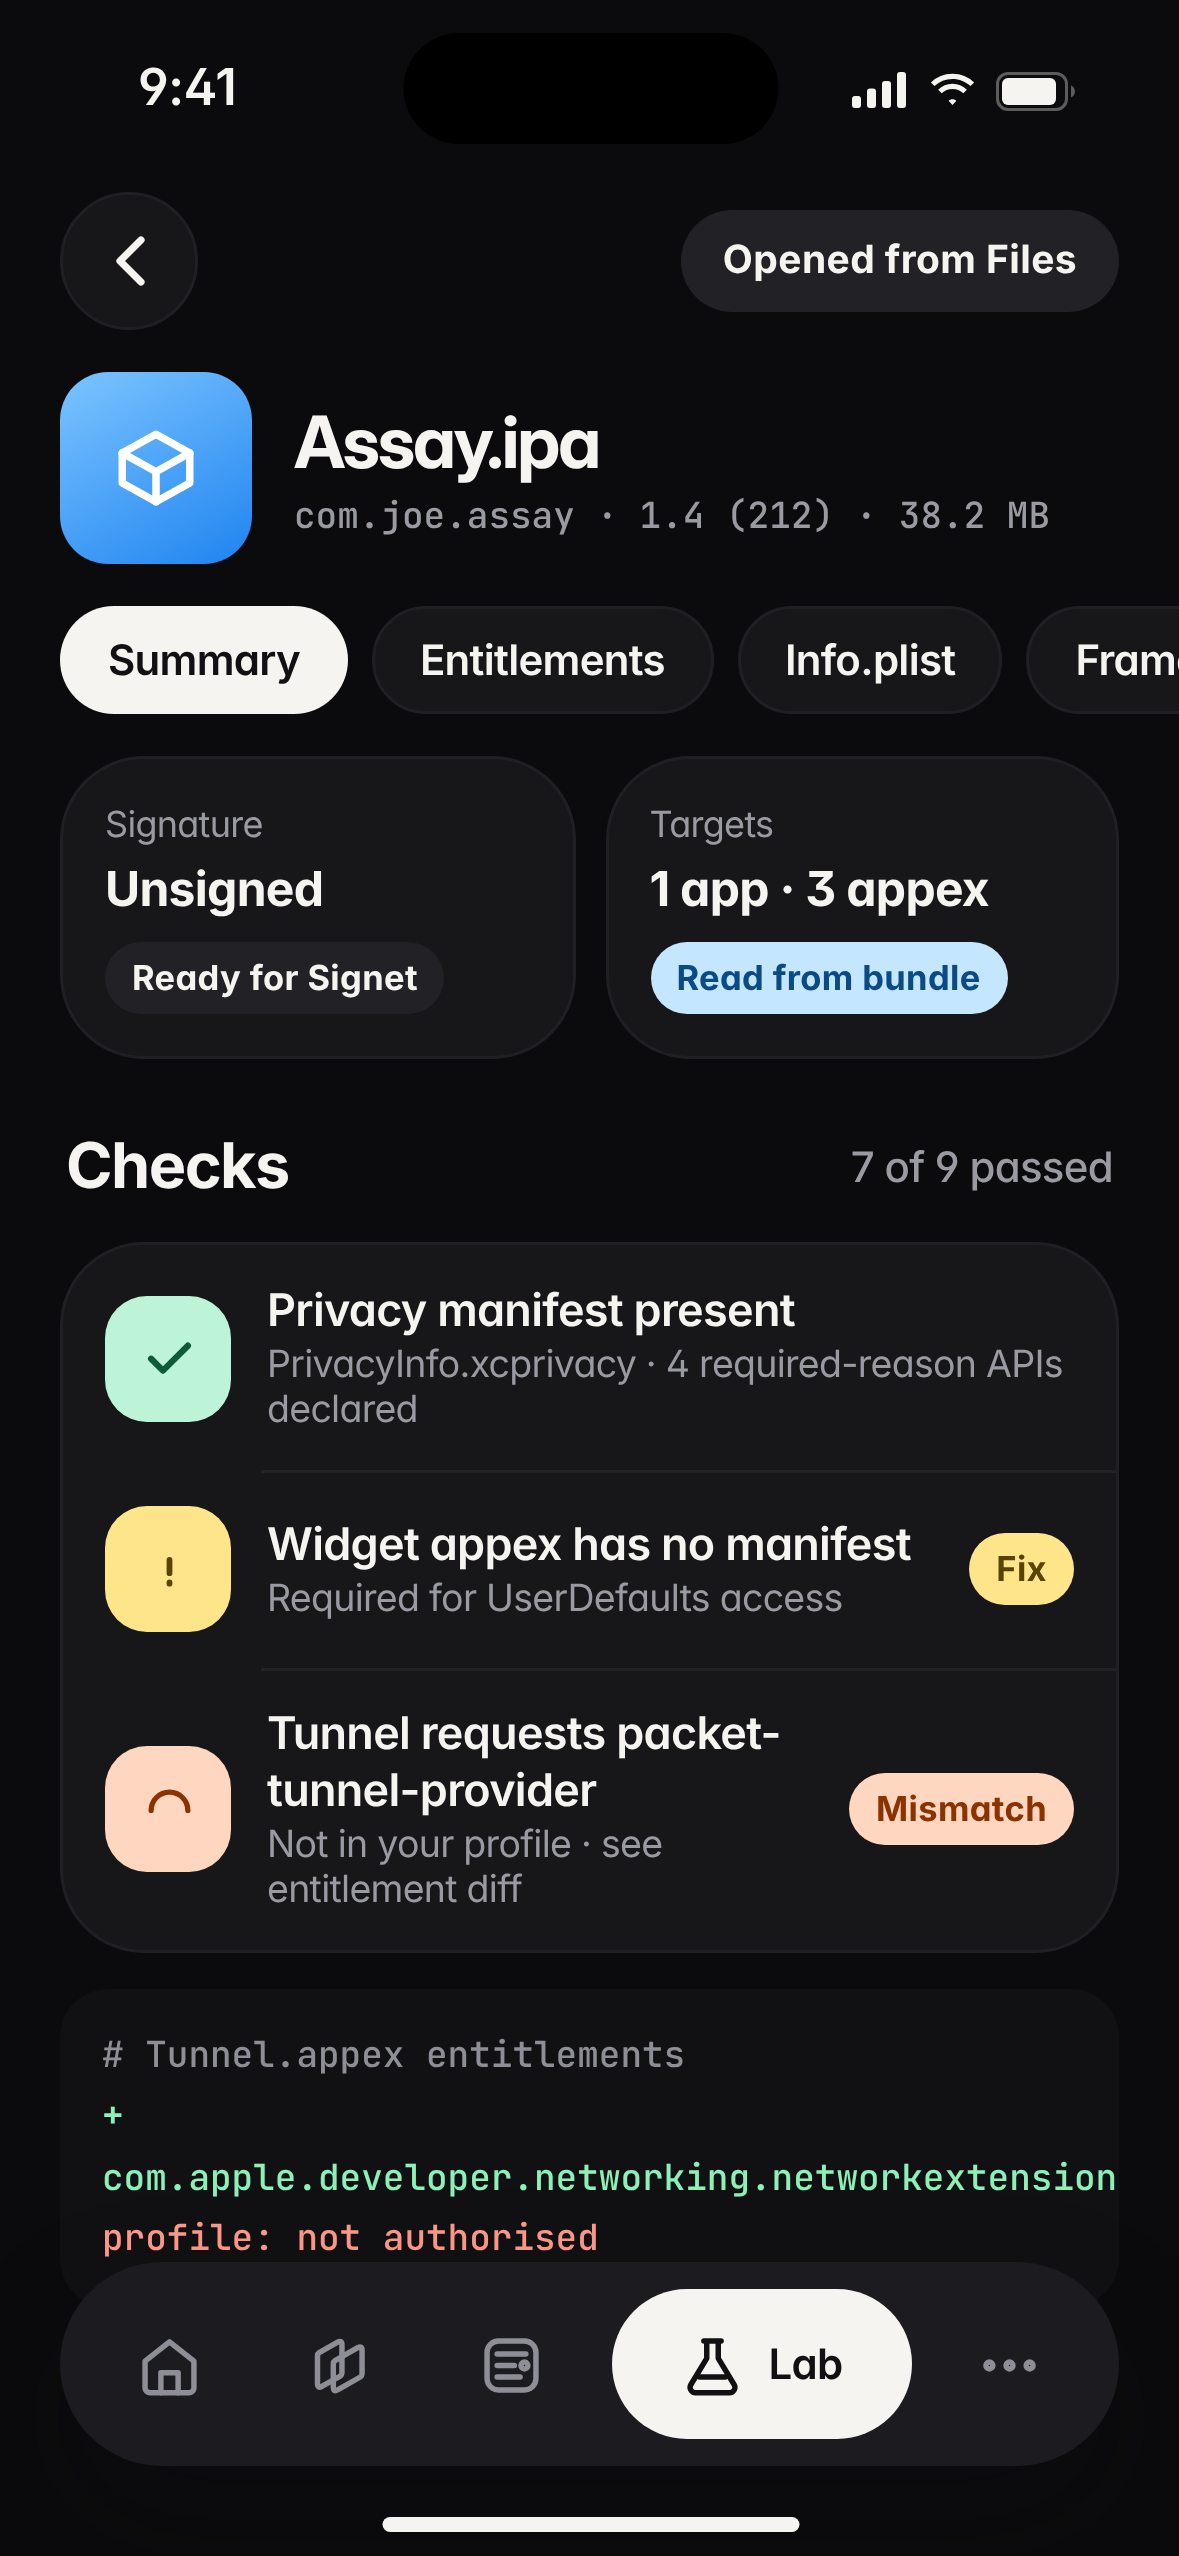 9:41
Opened from Files
Assay.ipa
com.joe.assay · 1.4 (212) · 38.2 MB
Summary
Entitlements
Info.plist
Signature
Unsigned
Ready for Signet
Targets
1 app · 3 appex
Read from bundle
Checks
7 of 9 passed
Privacy manifest present
PrivacyInfo.xcprivacy · 4 required-reason APIs
declared
Widget appex has no manifest
Required for UserDefaults access
Fix
Tunnel requests packet-
tunnel-provider
Not in your profile · see
entitlement diff
Mismatch
# Tunnel.appex entitlements
+
com.apple.developer.networking.networkextension
profile: not authorised
Lab